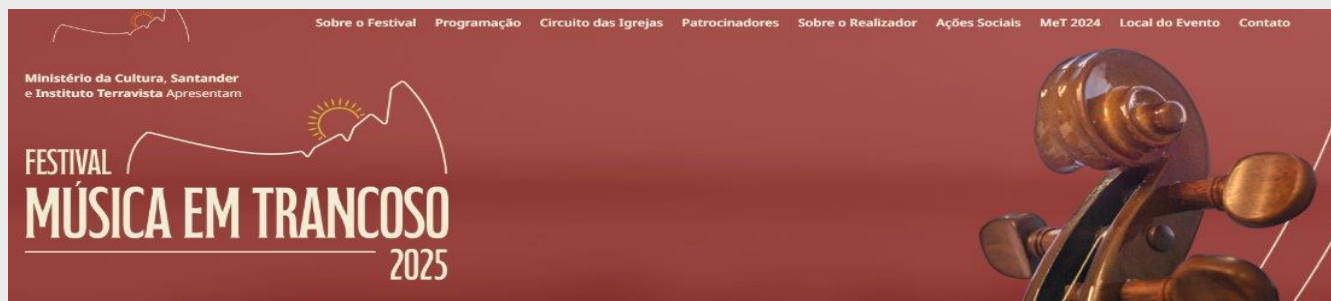 Sobre o Festival Programação Circuito das Igrejas Patrocinadores Sobre o Realizador Ações Sociais MeT 2024 Local do Evento Contato
Ministério da Cultura, Santander
e Instituto Terravista Apresentam
FESTIVAL
MÚSICA EM TRANCOSO
2025